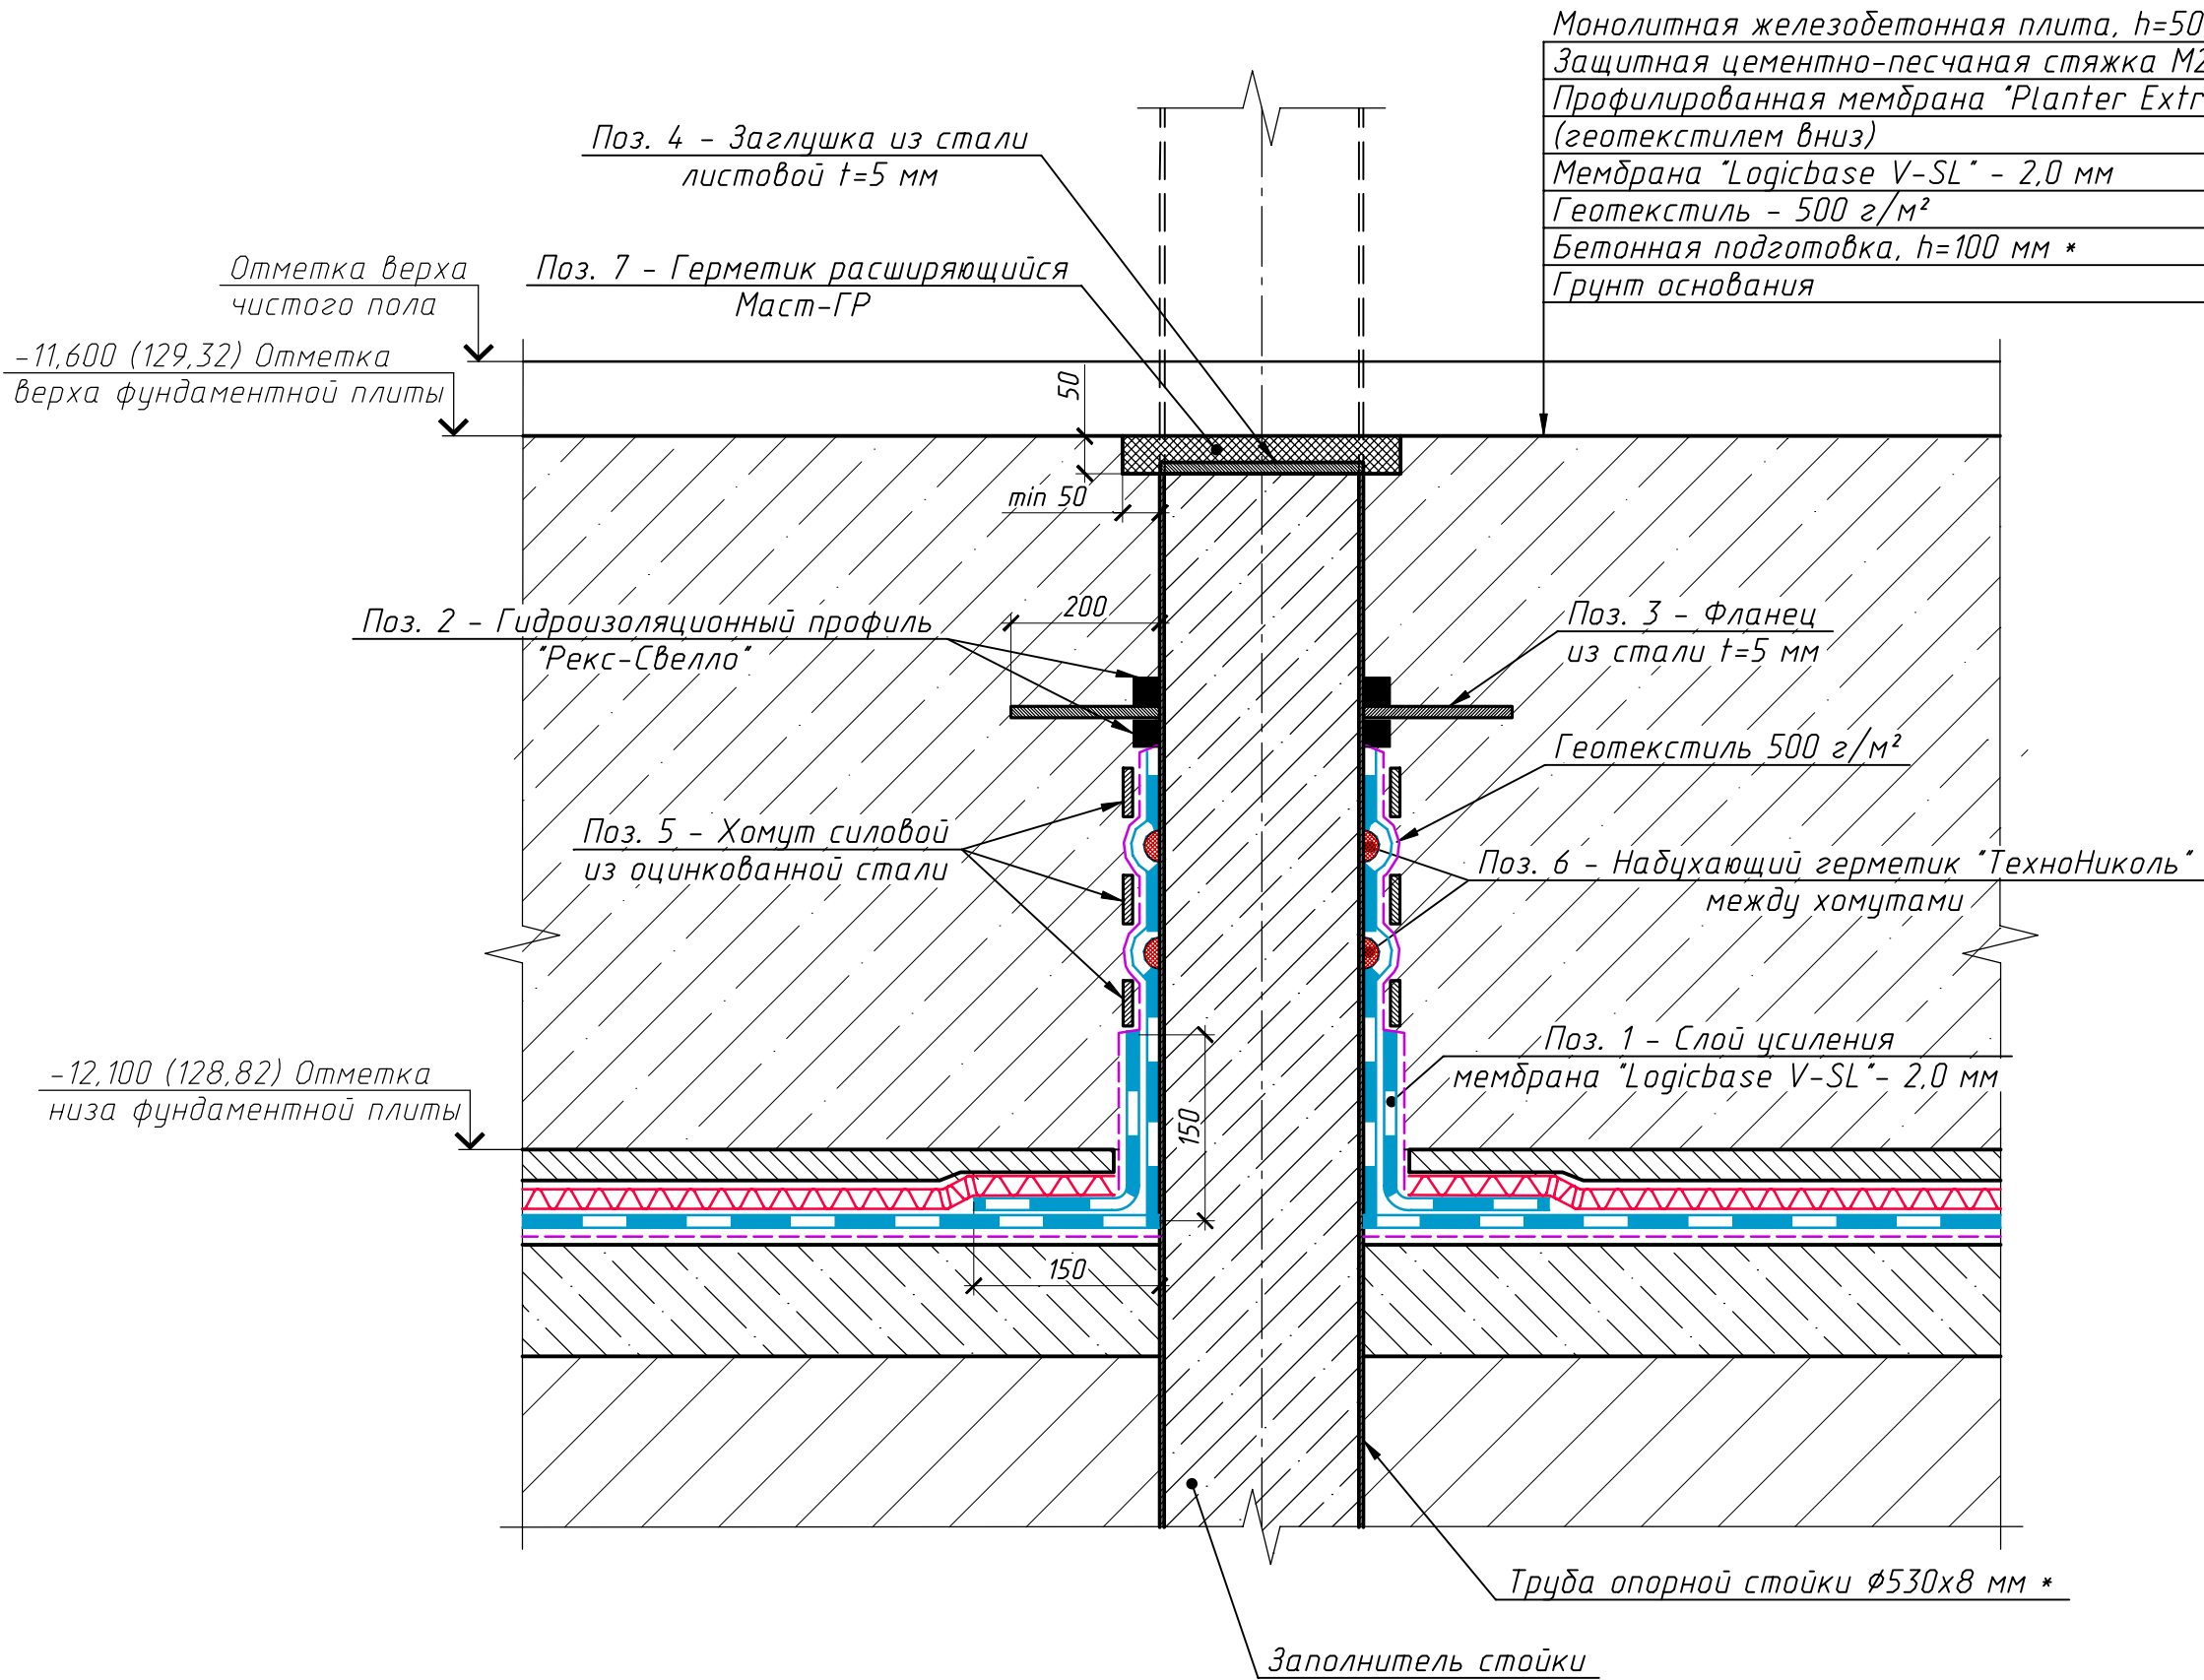 Монолитная железобетонная плита, h=50
Защитная цементно-песчаная стяжка М2
Профилированная мембрана "Planter Extr
(геотекстилем вниз)
Мембрана "Logicbase V-SL" - 2,0 мм
Геотекстиль - 500 г/м²
Бетонная подготовка, h=100 мм *
Грунт основания
Поз. 4 - Заглушка из стали
листовой t=5 мм
Поз. 7 - Герметик расширяющийся
Маст-ГР
Отметка верха
чистого пола
-11,600 (129,32) Отметка
верха фундаментной плиты
50
min 50
200
Поз. 2 - Гидроизоляционный профиль
"Рекс-Свелло"
Поз. 3 - Фланец
из стали t=5 мм
Геотекстиль 500 г/м²
Поз. 5 - Хомут силовой
из оцинкованной стали
Поз. 6 - Набухающий герметик "ТехноНиколь"
между хомутами
Поз. 1 - Слой усиления
мембрана "Logicbase V-SL"- 2,0 мм
-12,100 (128,82) Отметка
низа фундаментной плиты
150
150
Труба опорной стойки ϕ530х8 мм *
Заполнитель стойки